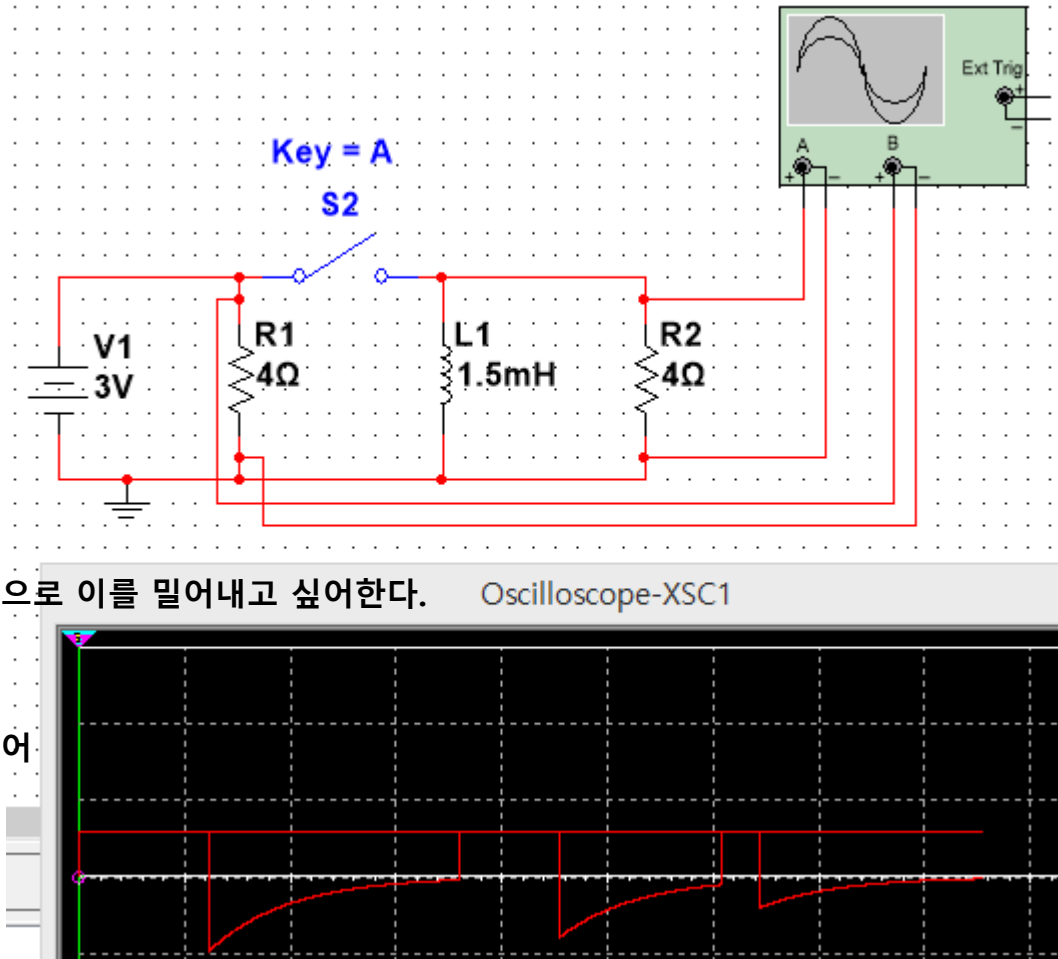 Ext Trig
+
−
A
B
+ −
+ −
Key = A
S2
V1
3V
R1
4Ω
L1
1.5mH
R2
4Ω
으로 이를 밀어내고 싶어한다.
Oscilloscope-XSC1
어